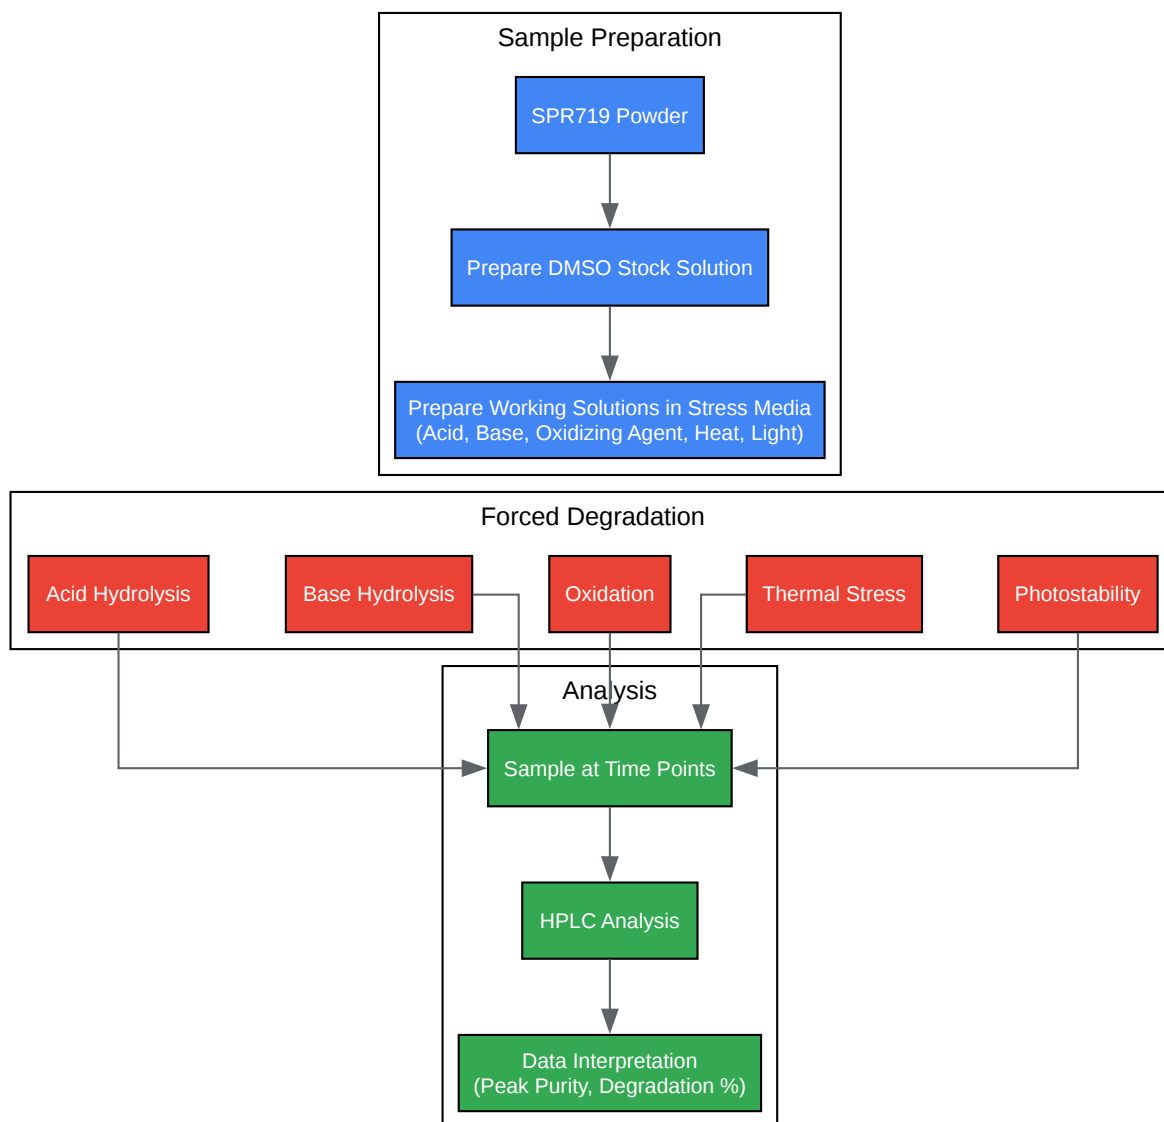 Sample Preparation
SPR719 Powder
Prepare DMSO Stock Solution
Prepare Working Solutions in Stress Media
(Acid, Base, Oxidizing Agent, Heat, Light)
Forced Degradation
Acid Hydrolysis
Base Hydrolysis
Oxidation
Thermal Stress
Photostability
Analysis
Sample at Time Points
HPLC Analysis
Data Interpretation
(Peak Purity, Degradation %)